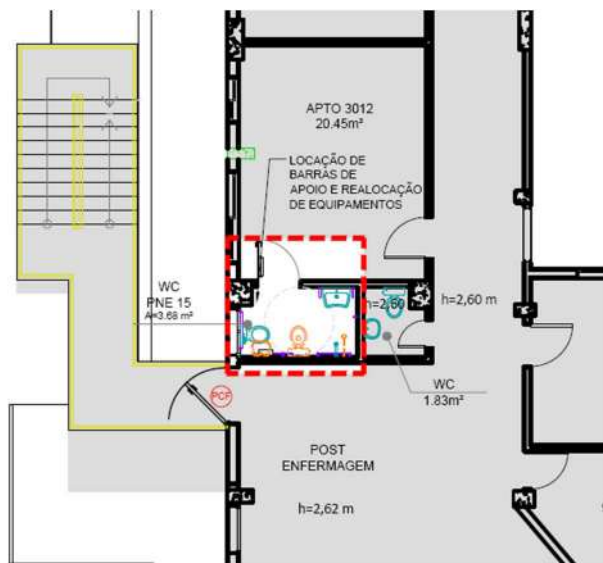 APTO 3012
20.45m²
LOCAÇÃO DE
BARRAS DE
APOIO E REALOCAÇÃO
DE EQUIPAMENTOS
WC
PNE 15
A=3.68 m²
h=2,60
h=2,60 m
PCF
WC
1.83m²
POST
ENFERMAGEM
h=2,62 m